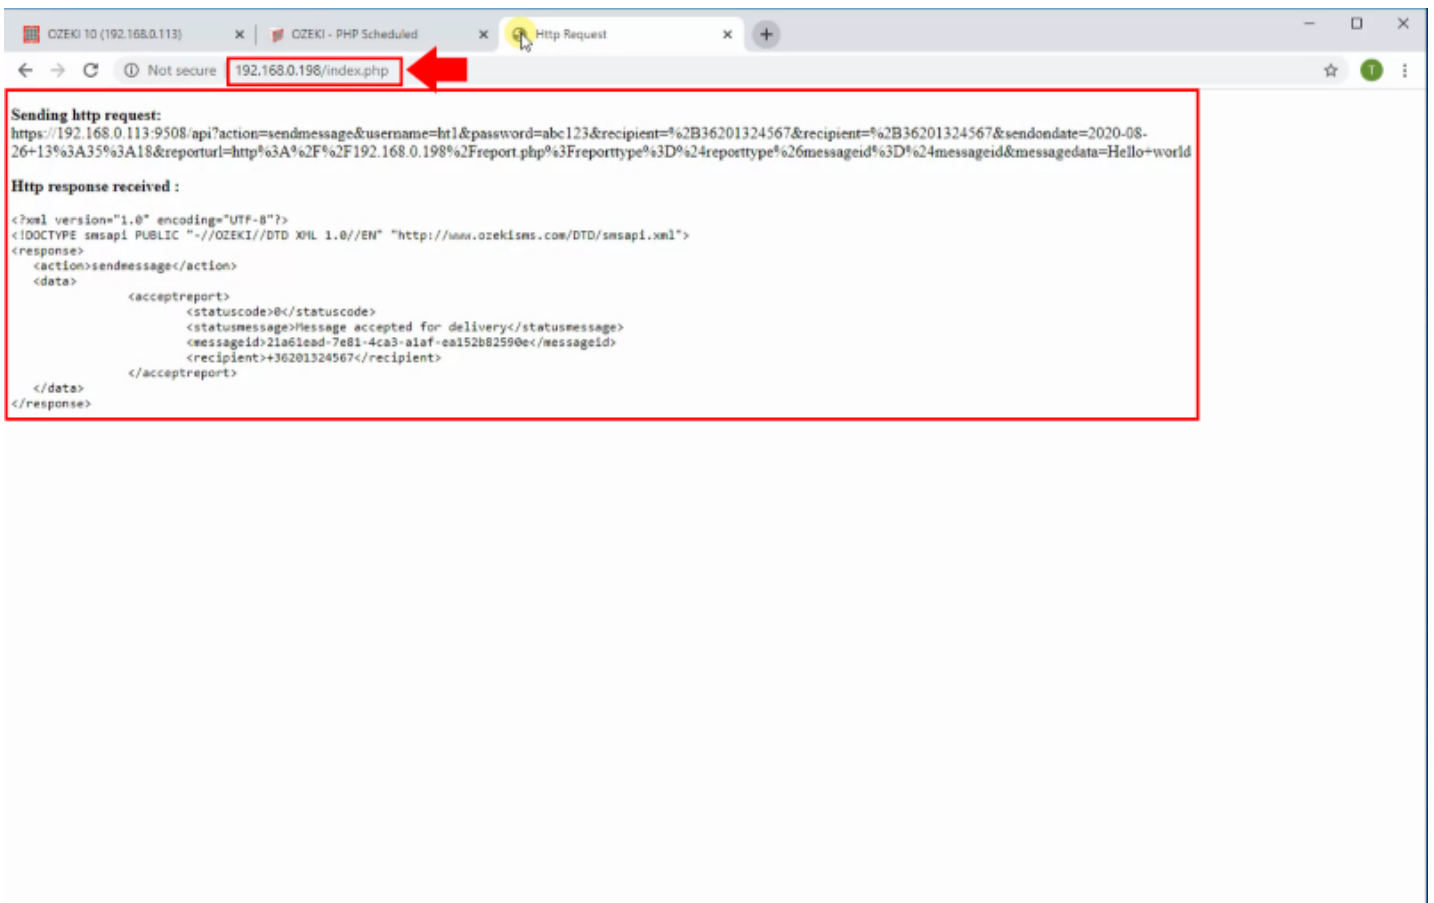 OZEKI 10 (192.168.0.113)
OZEKI - PHP Scheduled
Http Request
Not secure
192.168.0.198/index.php
T
Sending http request:
https://192.168.0.113:9508/api?action=sendmessage&username=ht1&password=abc123&recipient=%2B36201324567&recipient=%2B36201324567&sendondate=2020-08-
26+13%3A35%3A18&reporturl=http%3A%2F%2F192.168.0.198%2Freport.php%3Freporttype%3D%24reporttype%26messageid%3D%24messageid&messagedata=Hello+world
Http response received :
<?xml version="1.0" encoding="UTF-8"?>
<!DOCTYPE smsapi PUBLIC "-//OZEKI//DTD XML 1.0//EN" "http://www.ozekisms.com/DTD/smsapi.xml">
<response>
<action>sendmessage</action>
<data>
<acceptreport>
<statuscode>0</statuscode>
<statusmessage>Message accepted for delivery</statusmessage>
<messageid>21a61ead-7e81-4ca3-a1af-ea152b82590e</messageid>
<recipient>+36201324567</recipient>
</acceptreport>
</data>
</response>